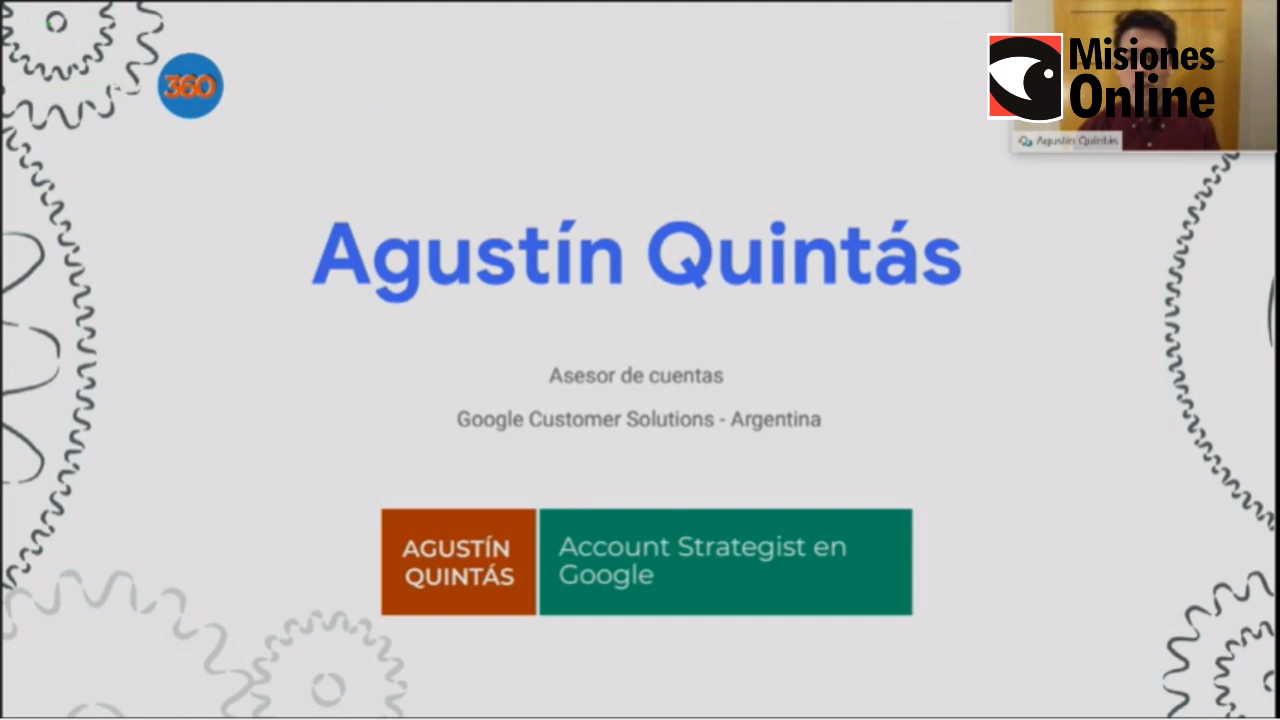 360
Misiones
Online
Agustín Quintás
Agustín Quintás
Asesor de cuentas
Google Customer Solutions - Argentina
AGUSTÍN
QUINTÁS
Account Strategist en
Google